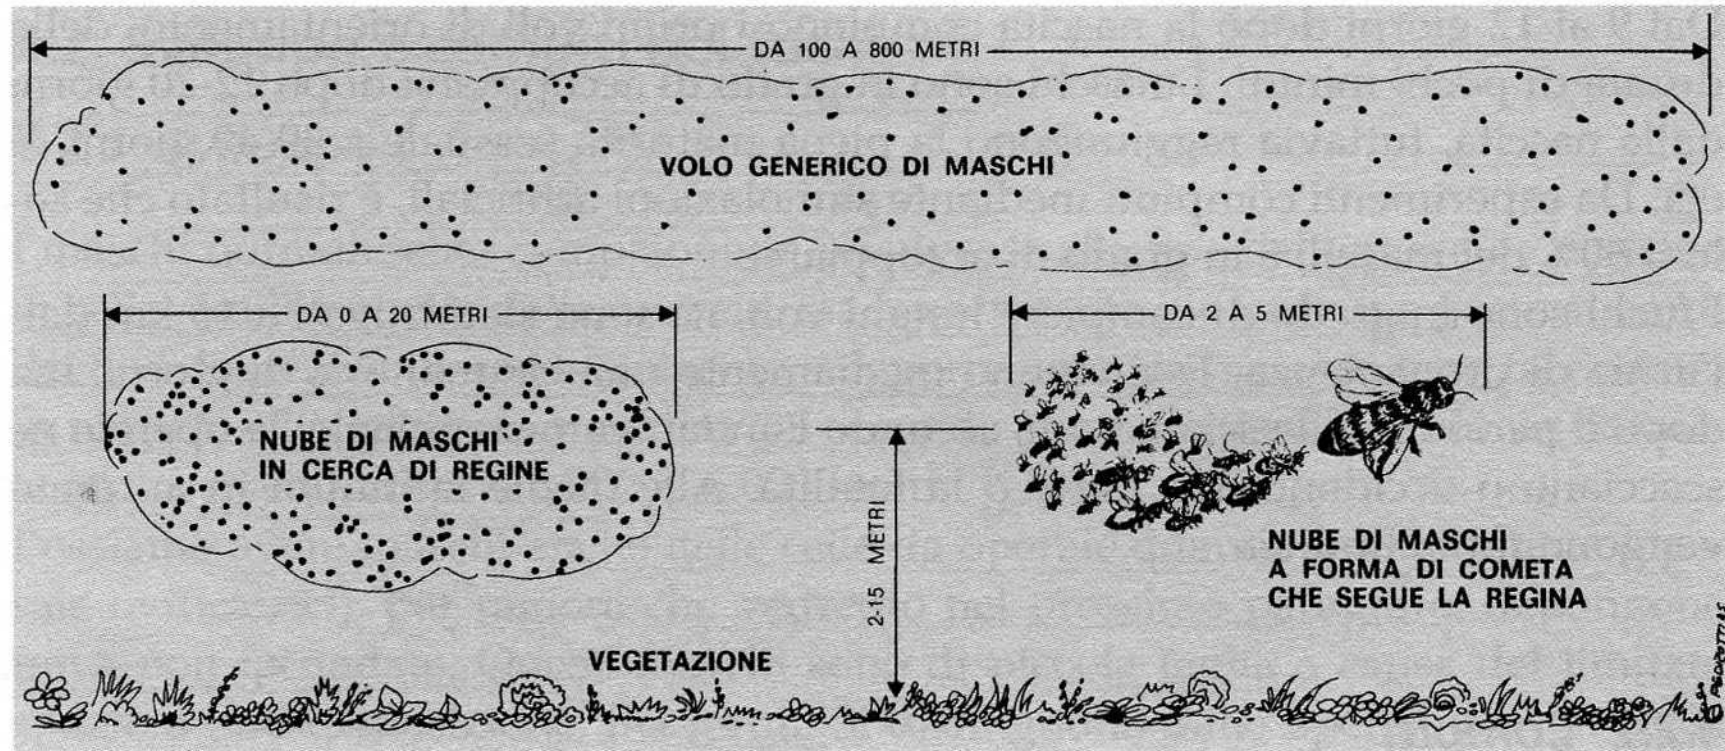 DA 100 A 800 METRI
VOLO GENERICO DI MASCHI
DA 0 A 20 METRI
DA 2 A 5 METRI
NUBE DI MASCHI
IN CERCA DI REGINE
2-15 METRI
NUBE DI MASCHI
A FORMA DI COMETA
CHE SEGUE LA REGINA
VEGETAZIONE